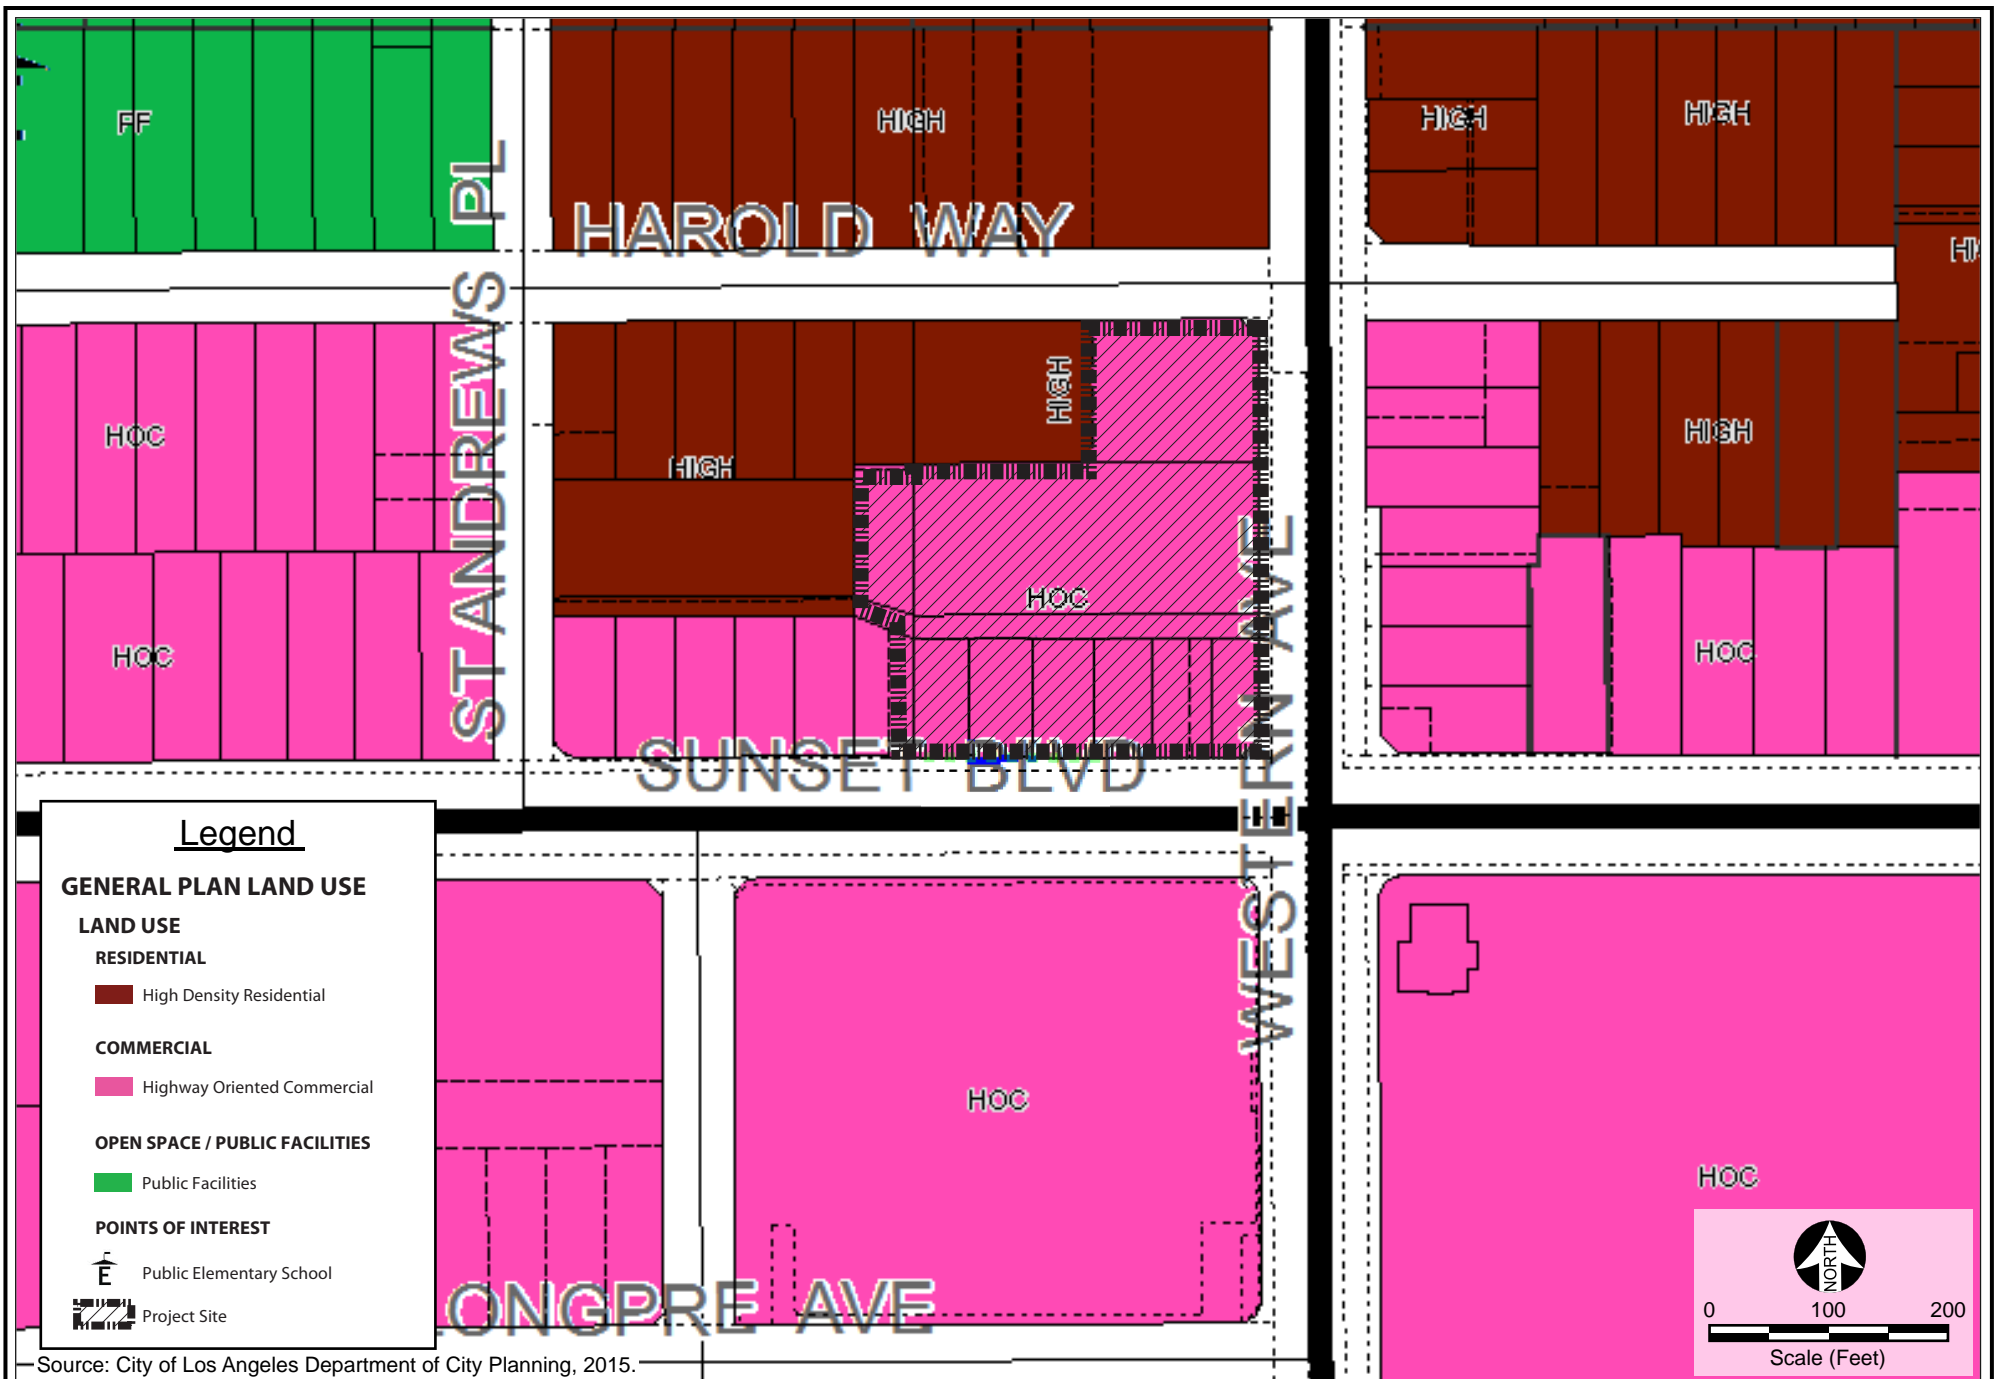 PF
HIGH
HIGH
HIGH
HAROLD WAY
ST ANDREWS PL
HIGH
HOC
HIGH
HIGH
HOC
HOC
HOC
WESTERN AVE
SUNSET BLVD
Legend
GENERAL PLAN LAND USE
LAND USE
RESIDENTIAL
High Density Residential
COMMERCIAL
Highway Oriented Commercial
OPEN SPACE / PUBLIC FACILITIES
Public Facilities
POINTS OF INTEREST
E
Public Elementary School
Project Site
HOC
HOC
ONGPRE AVE
NORTH
0 100 200
Scale (Feet)
Source: City of Los Angeles Department of City Planning, 2015.